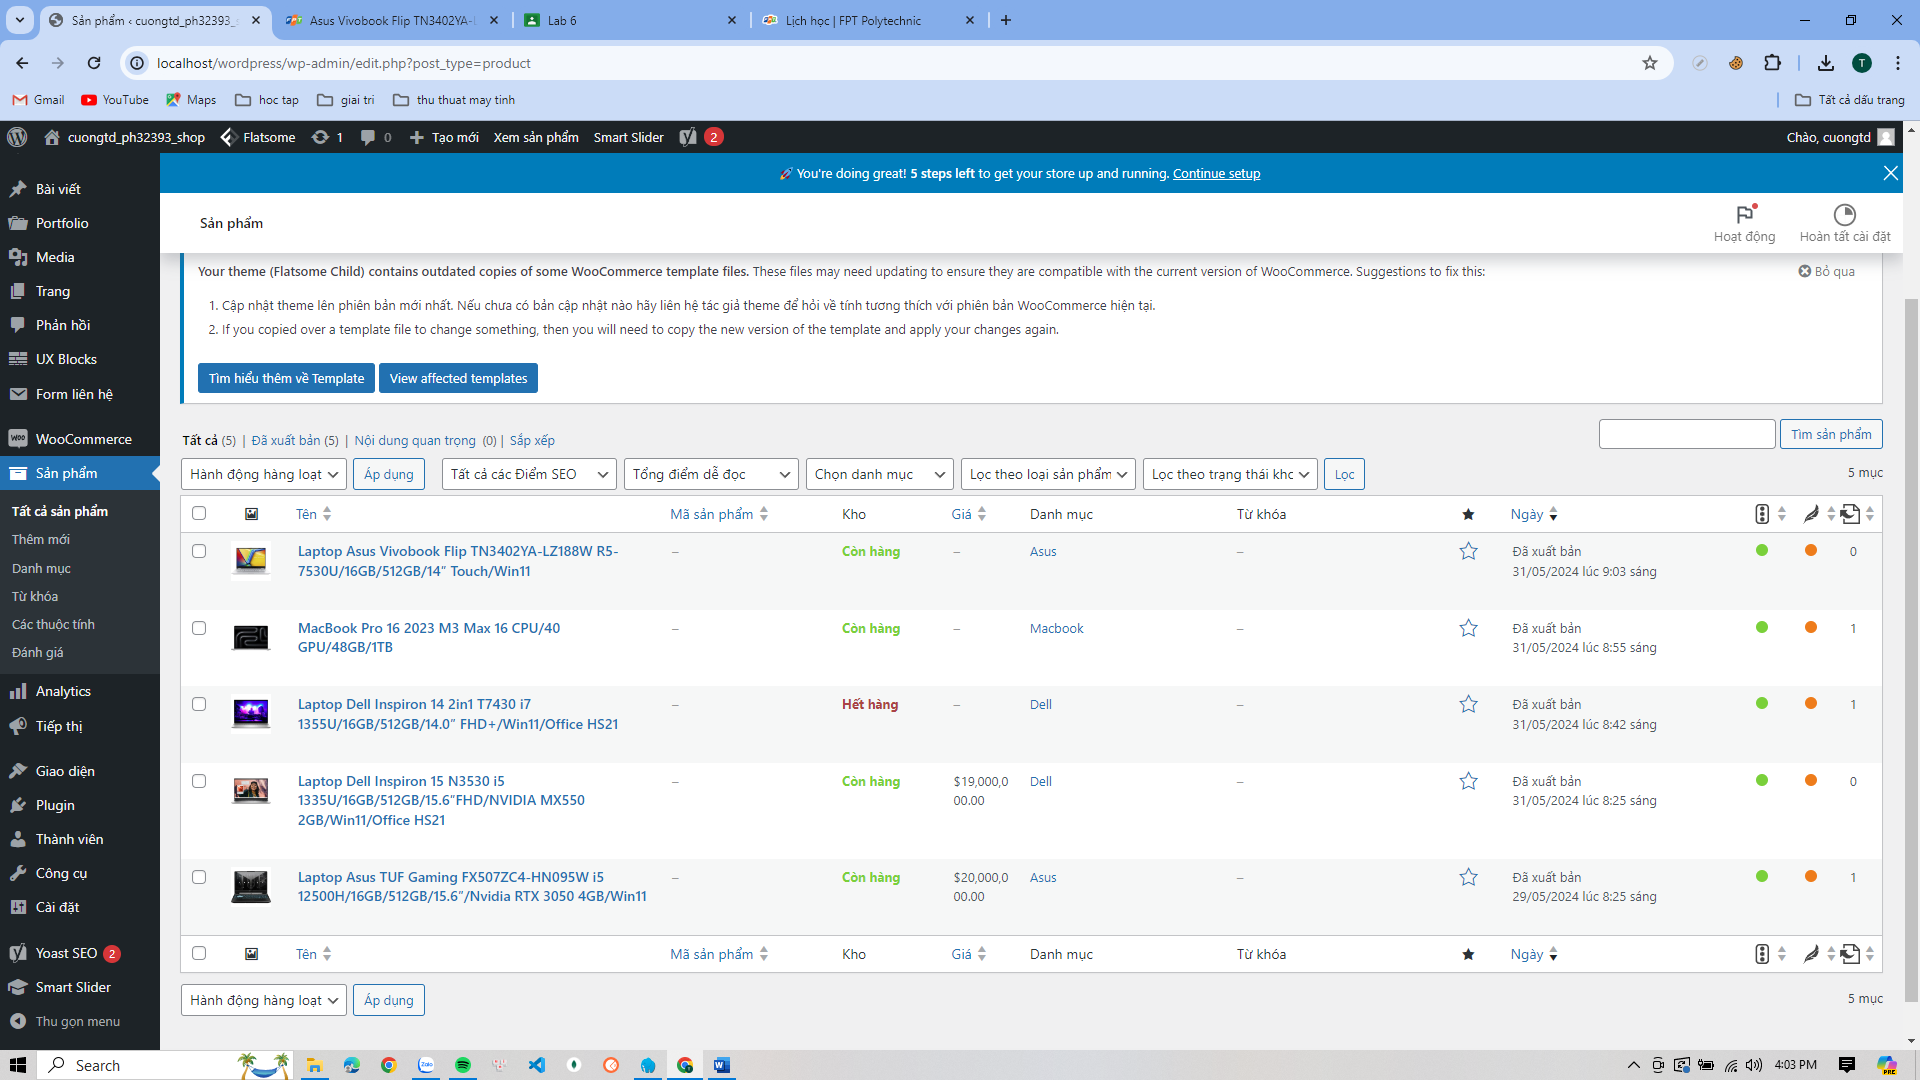 Sản phẩm ‹ cuongtd_ph32393_s
Asus Vivobook Flip TN3402YA-L
Lab 6
Lịch học | FPT Polytechnic
localhost/wordpress/wp-admin/edit.php?post_type=product
T
Gmail
YouTube
Maps
hoc tap
giai tri
thu thuat may tinh
Tất cả dấu trang
cuongtd_ph32393_shop
Flatsome
1
0
Tạo mới
Xem sản phẩm
Smart Slider
2
Chào, cuongtd
Bài viết
Portfolio
Media
Trang
Phản hồi
UX Blocks
Form liên hệ
WooCommerce
Sản phẩm
Tất cả sản phẩm
Thêm mới
Danh mục
Từ khóa
Các thuộc tính
Đánh giá
Analytics
Tiếp thị
Giao diện
Plugin
Thành viên
Công cụ
Cài đặt
Yoast SEO 2
Smart Slider
Thu gọn menu
🚀 You're doing great! 5 steps left to get your store up and running. Continue setup
Sản phẩm
Hoạt động
Hoàn tất cài đặt
Your theme (Flatsome Child) contains outdated copies of some WooCommerce template files. These files may need updating to ensure they are compatible with the current version of WooCommerce. Suggestions to fix this:
Bỏ qua
1. Cập nhật theme lên phiên bản mới nhất. Nếu chưa có bản cập nhật nào hãy liên hệ tác giả theme để hỏi về tính tương thích với phiên bản WooCommerce hiện tại.
2. If you copied over a template file to change something, then you will need to copy the new version of the template and apply your changes again.
Tìm hiểu thêm về Template
View affected templates
Tất cả (5) | Đã xuất bản (5) | Nội dung quan trọng (0) | Sắp xếp
Tìm sản phẩm
Hành động hàng loạt
Áp dụng
Tất cả các Điểm SEO
Tổng điểm dễ đọc
Chọn danh mục
Lọc theo loại sản phẩm
Lọc theo trạng thái kho
Lọc
5 mục
Tên
Mã sản phẩm
Kho
Giá
Danh mục
Từ khóa
Ngày
Laptop Asus Vivobook Flip TN3402YA-LZ188W R5-
7530U/16GB/512GB/14″ Touch/Win11
–
Còn hàng
–
Asus
–
Đã xuất bản
31/05/2024 lúc 9:03 sáng
0
MacBook Pro 16 2023 M3 Max 16 CPU/40
GPU/48GB/1TB
–
Còn hàng
–
Macbook
–
Đã xuất bản
31/05/2024 lúc 8:55 sáng
1
Laptop Dell Inspiron 14 2in1 T7430 i7
1355U/16GB/512GB/14.0″ FHD+/Win11/Office HS21
–
Hết hàng
–
Dell
–
Đã xuất bản
31/05/2024 lúc 8:42 sáng
1
Laptop Dell Inspiron 15 N3530 i5
1335U/16GB/512GB/15.6″FHD/NVIDIA MX550
2GB/Win11/Office HS21
–
Còn hàng
$19,000,0
00.00
Dell
–
Đã xuất bản
31/05/2024 lúc 8:25 sáng
0
Laptop Asus TUF Gaming FX507ZC4-HN095W i5
12500H/16GB/512GB/15.6″/Nvidia RTX 3050 4GB/Win11
–
Còn hàng
$20,000,0
00.00
Asus
–
Đã xuất bản
29/05/2024 lúc 8:25 sáng
1
Tên
Mã sản phẩm
Kho
Giá
Danh mục
Từ khóa
Ngày
Hành động hàng loạt
Áp dụng
5 mục
Search
Zalo
4:03 PM
PRE